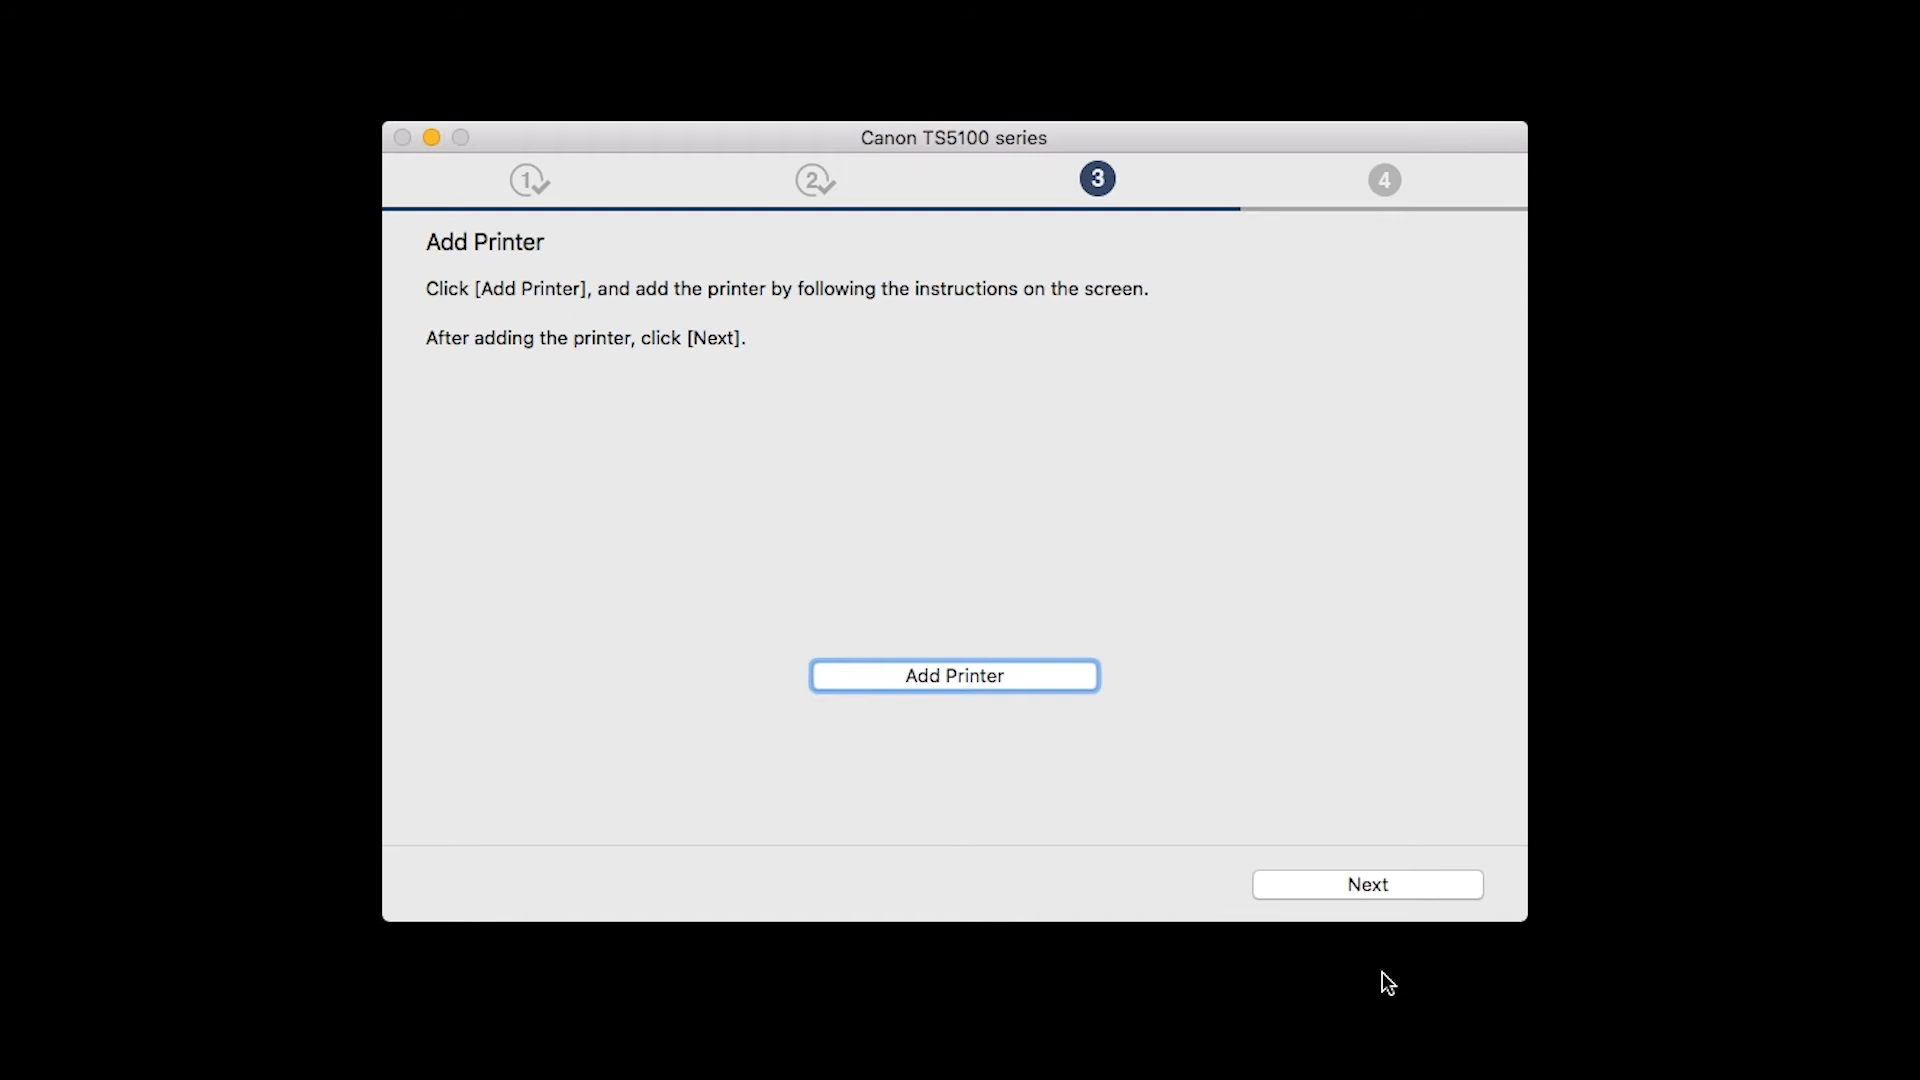 Canon TS5100 series
1 2 3 4
Add Printer
Click [Add Printer], and add the printer by following the instructions on the screen.
After adding the printer, click [Next].
Add Printer
Next